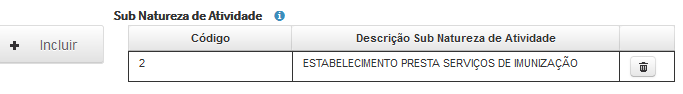 Sub Natureza de Atividade
+ Incluir
Código Descrição Sub Natureza de Atividade
2 ESTABELECIMENTO PRESTA SERVIÇOS DE IMUNIZAÇÃO